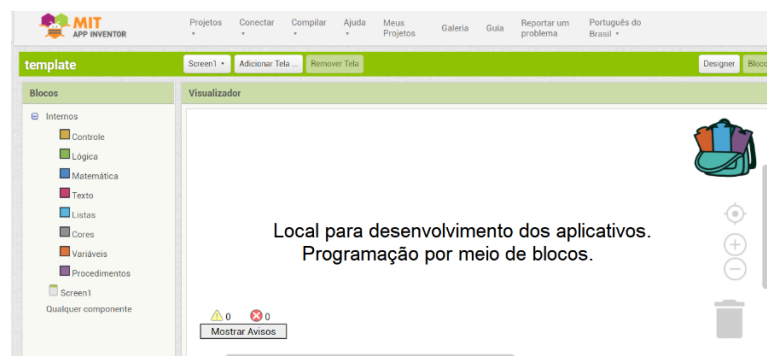 MIT
APP INVENTOR
Projetos
Conectar
Compilar
Ajuda
Meus
Projetos
Galeria
Guia
Reportar um
problema
Português do
Brasil
template
Screen1
Adicionar Tela ...
Remover Tela
Designer
Bloco
Blocos
Visualizador
Internos
Controle
Lógica
Matemática
Texto
Listas
Cores
Variáveis
Procedimentos
Screen1
Qualquer componente
Local para desenvolvimento dos aplicativos.
Programação por meio de blocos.
0
0
Mostrar Avisos